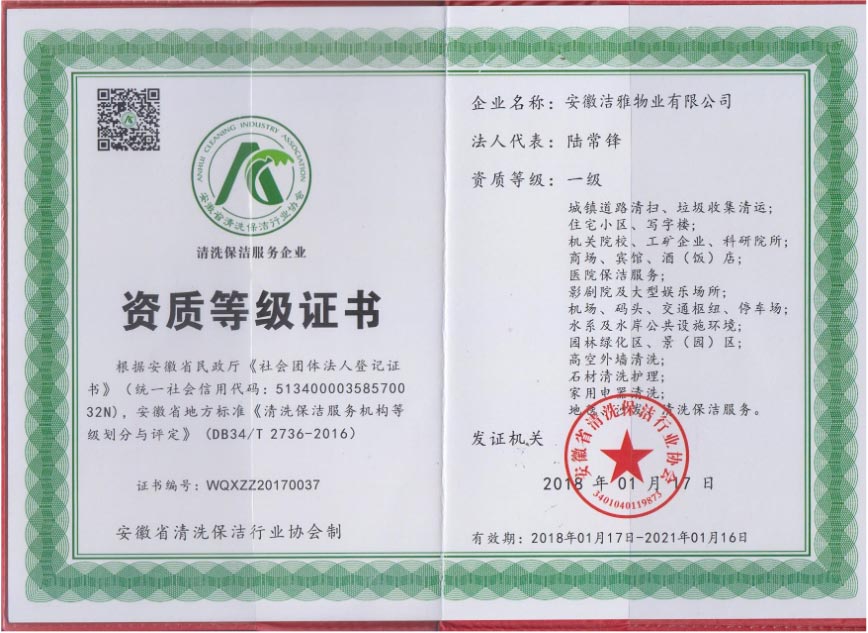 ANHUI CLEANING INDUSTRY ASSOCIATION
安徽省清洗保洁行业协会
清洗保洁服务企业
资质等级证书
根据安徽省民政厅《社会团体法人登记证
书》（统一社会信用代码：513400003585700
32N），安徽省地方标准《清洗保洁服务机构等
级划分与评定》（DB34/T 2736-2016）
证书编号：WQXZZ20170037
安徽省清洗保洁行业协会制
企业名称：安徽洁雅物业有限公司
法人代表：陆常锋
资质等级：一级
城镇道路清扫、垃圾收集清运；
住宅小区、写字楼；
机关院校、工矿企业、科研院所；
商场、宾馆、酒（饭）店；
医院保洁服务；
影剧院及大型娱乐场所；
机场、码头、交通枢纽、停车场；
水系及水岸公共设施环境；
园林绿化区、景（园）区；
高空外墙清洗；
石材清洗护理；
家用电器清洗；
地毯、清洗保洁服务。
发证机关
安徽省清洗保洁行业协会
3401040119873
2018 年 01 月 17 日
有效期：2018年01月17日-2021年01月16日